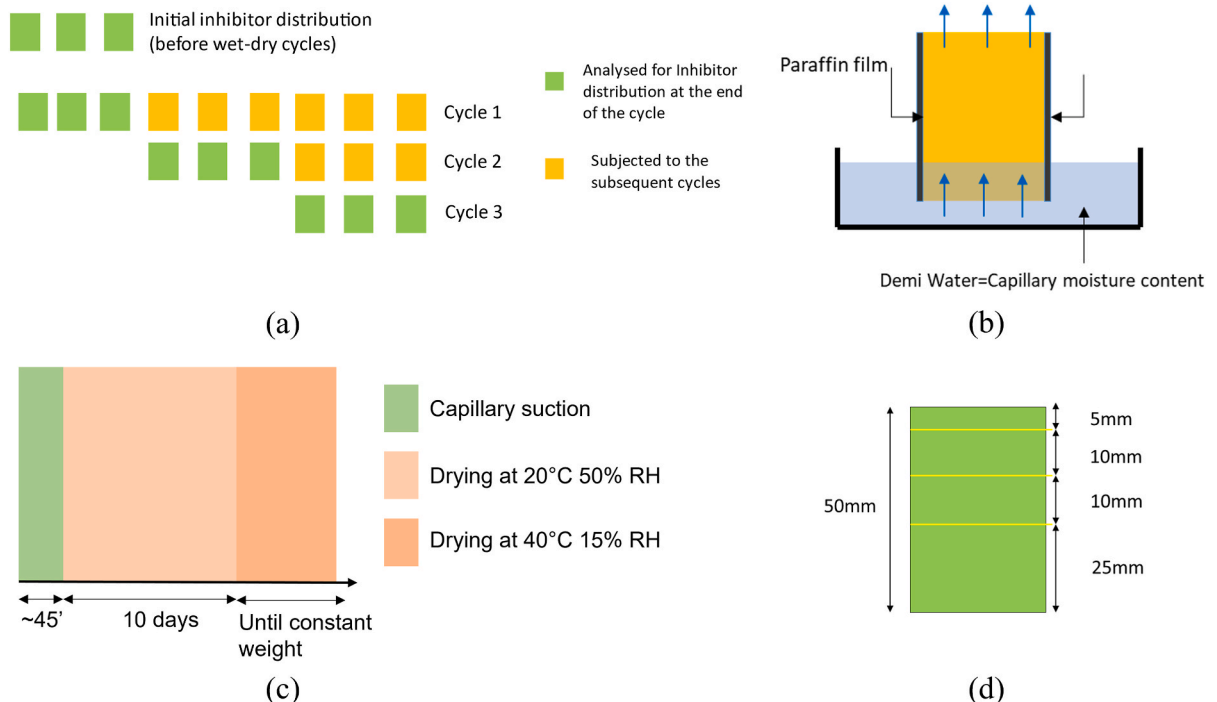 Initial inhibitor distribution
(before wet-dry cycles)
Analysed for Inhibitor
distribution at the end
of the cycle
Cycle 1
Cycle 2
Subjected to the
subsequent cycles
Cycle 3
(a)
Paraffin film
Demi Water=Capillary moisture content
(b)
Capillary suction
Drying at 20°C 50% RH
Drying at 40°C 15% RH
~45’
10 days
Until constant
weight
(c)
5mm
10mm
50mm
10mm
25mm
(d)